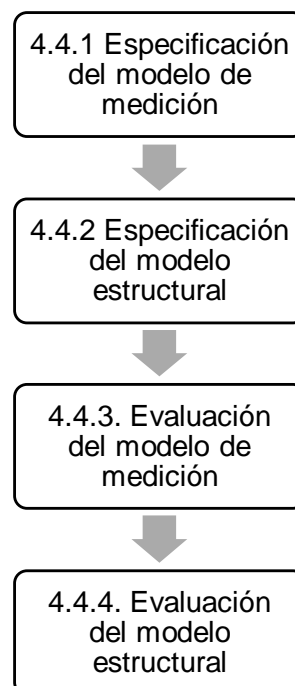 4.4.1 Especificación
del modelo de
medición
4.4.2 Especificación
del modelo
estructural
4.4.3. Evaluación
del modelo de
medición
4.4.4. Evaluación
del modelo
estructural